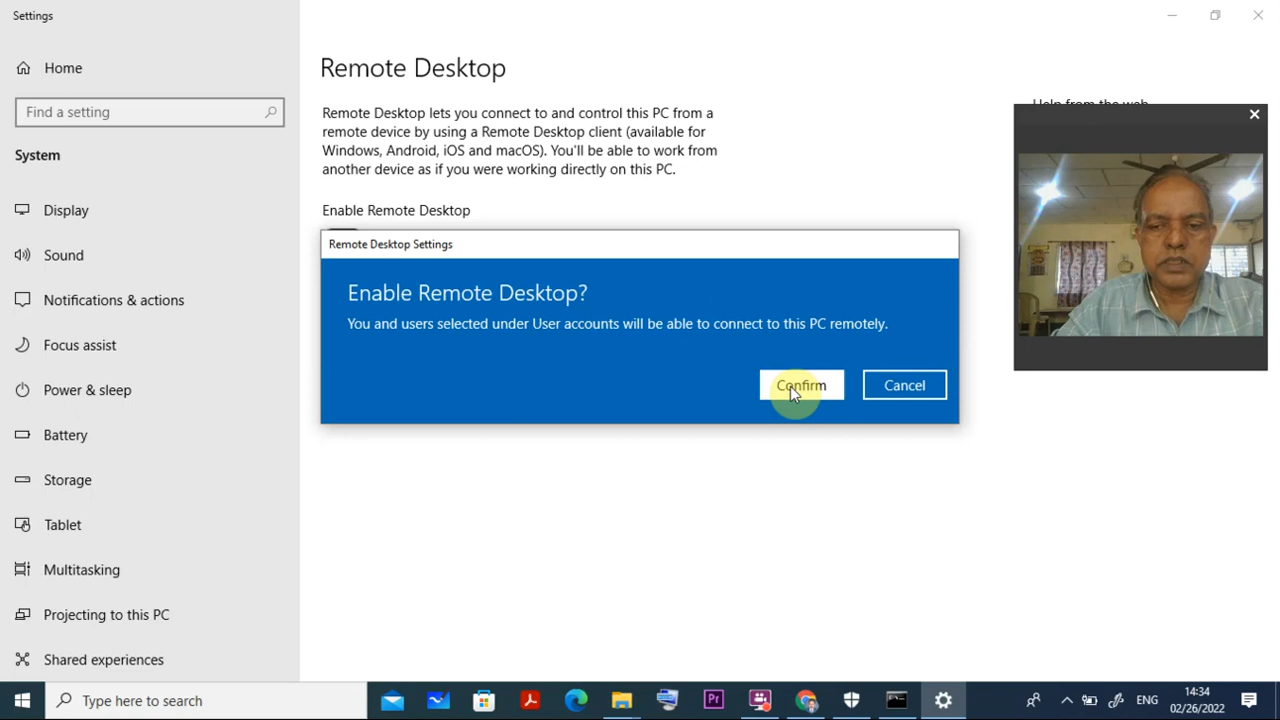 Settings
Home
Find a setting
System
Display
Sound
Notifications & actions
Focus assist
Power & sleep
Battery
Storage
Tablet
Multitasking
Projecting to this PC
Shared experiences
Remote Desktop
Remote Desktop lets you connect to and control this PC from a
remote device by using a Remote Desktop client (available for
Windows, Android, iOS and macOS). You'll be able to work from
another device as if you were working directly on this PC.
Enable Remote Desktop
Help from the web
Remote Desktop Settings
Enable Remote Desktop?
You and users selected under User accounts will be able to connect to this PC remotely.
Confirm
Cancel
Type here to search
Pr
ENG
14:34
02/26/2022